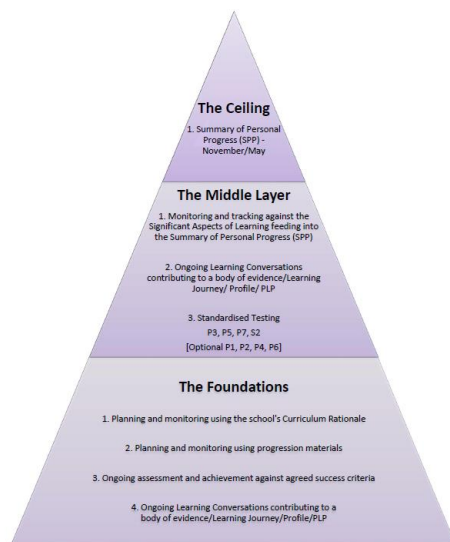 The Ceiling
1. Summary of Personal
Progress (SPP) -
November/May
The Middle Layer
1. Monitoring and tracking against the
Significant Aspects of Learning feeding into
the Summary of Personal Progress (SPP)
2. Ongoing Learning Conversations
contributing to a body of evidence/Learning
Journey/ Profile/ PLP
3. Standardised Testing
P3, P5, P7, S2
[Optional P1, P2, P4, P6]
The Foundations
1. Planning and monitoring using the school's Curriculum Rationale
2. Planning and monitoring using progression materials
3. Ongoing assessment and achievement against agreed success criteria
4. Ongoing Learning Conversations contributing to a
body of evidence/Learning Journey/Profile/PLP